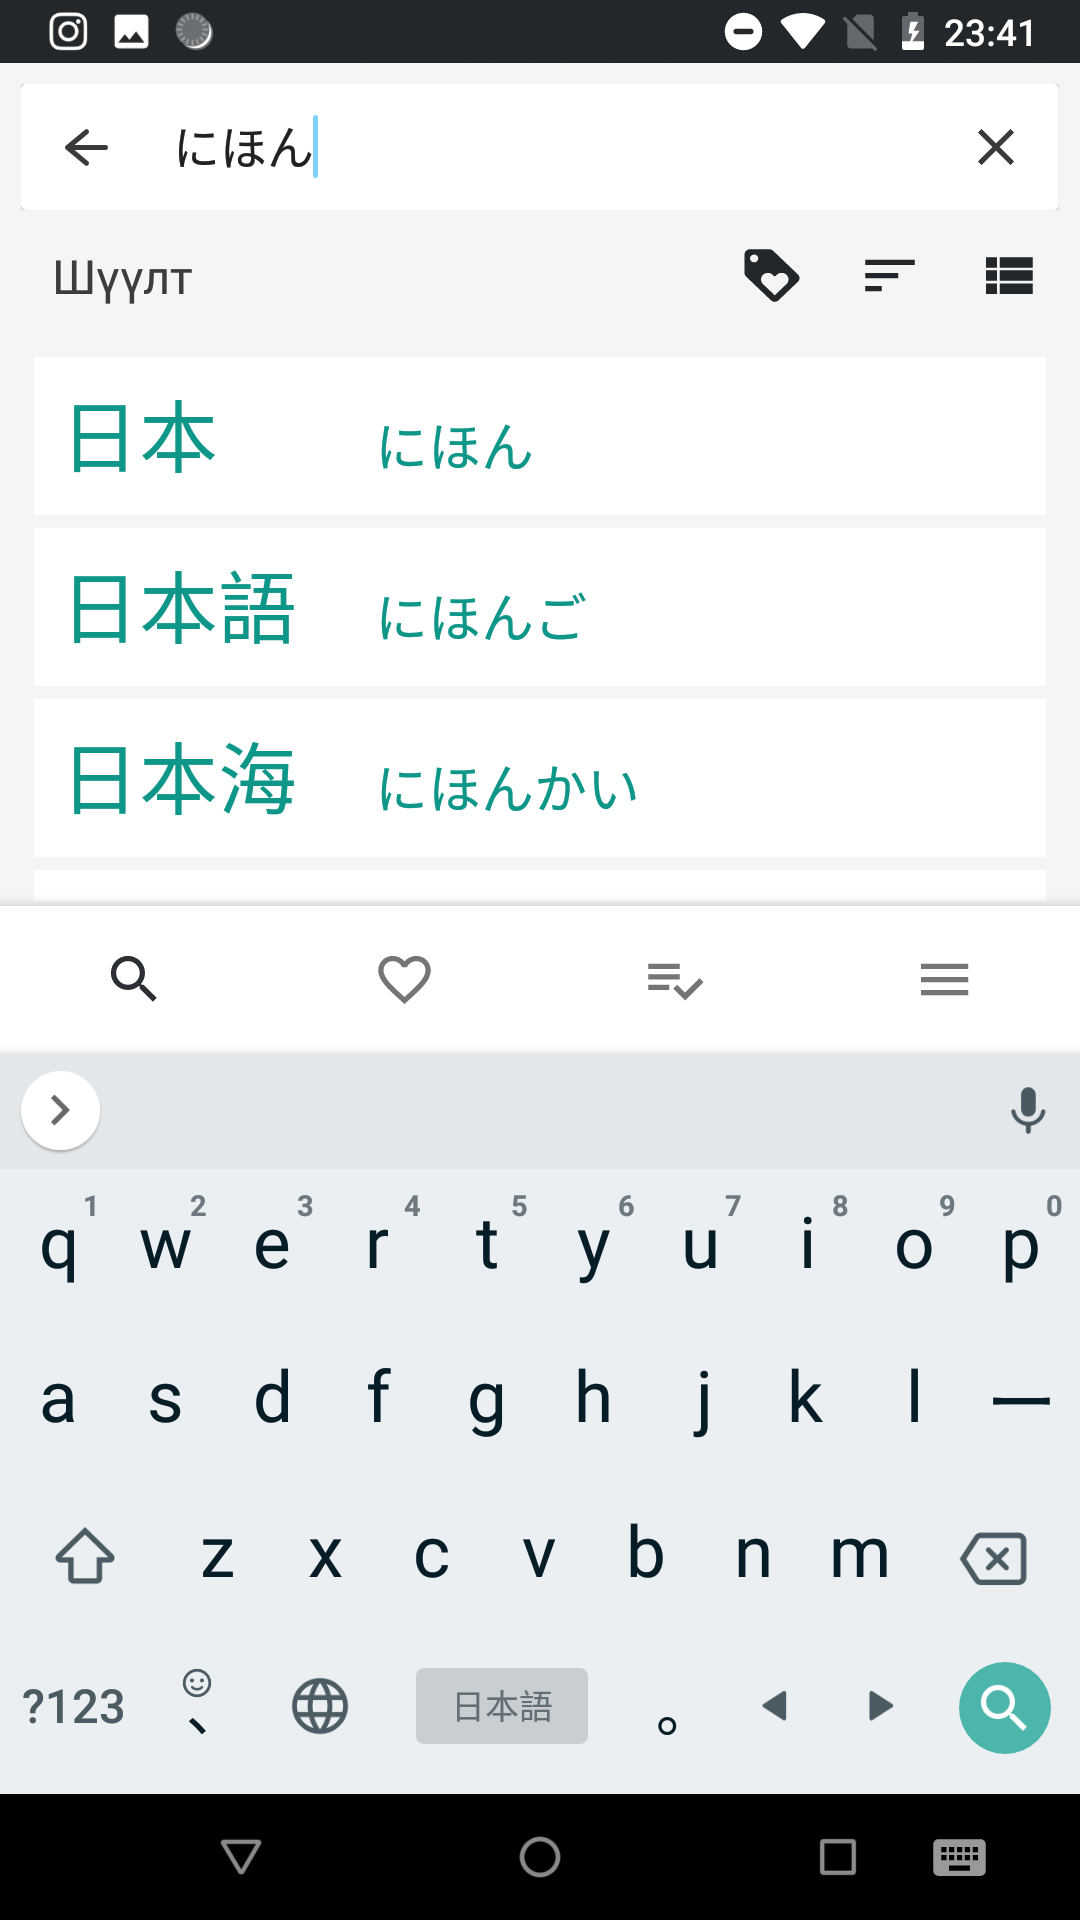 23:41
にほん
Шүүлт
日本 にほん
日本語 にほんご
日本海 にほんかい
1 2 3 4 5 6 7 8 9 0
q w e r t y u i o p
a s d f g h j k l ー
z x c v b n m
?123 、 日本語 。